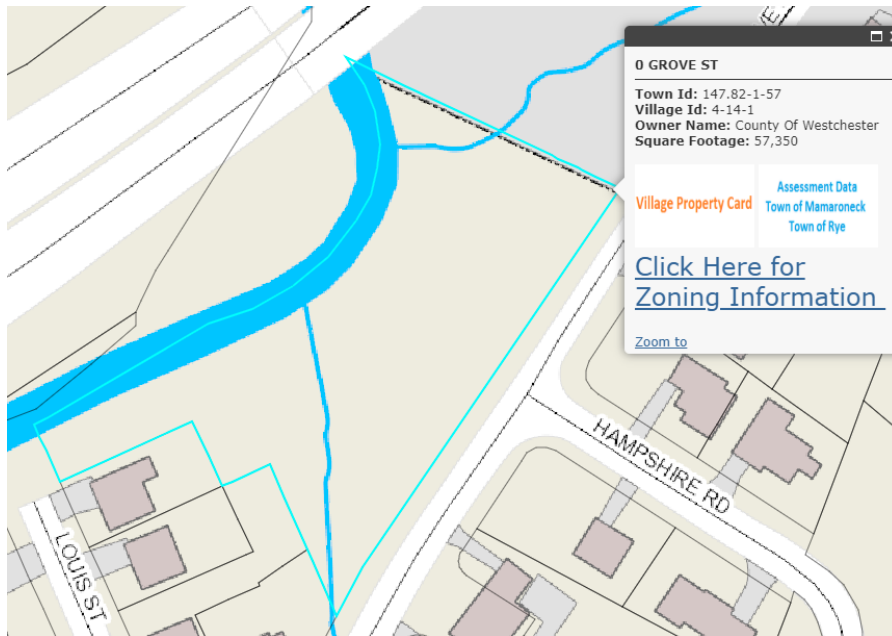 0 GROVE ST
Town Id: 147.82-1-57
Village Id: 4-14-1
Owner Name: County Of Westchester
Square Footage: 57,350
Village Property Card
Assessment Data
Town of Mamaroneck
Town of Rye
Click Here for
Zoning Information
Zoom to
HAMPSHIRE RD
LOUIS ST